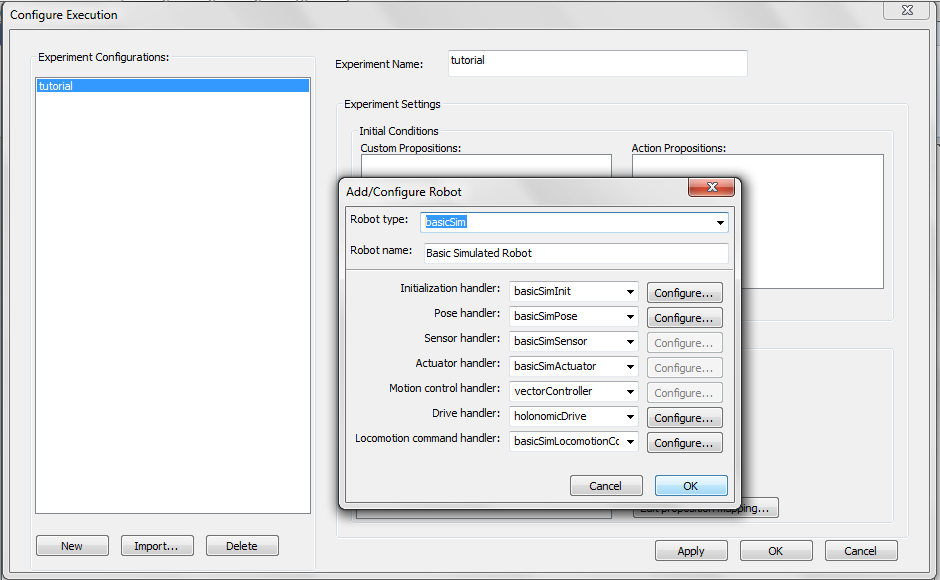 Configure Execution
Experiment Configurations:
tutorial
Experiment Name: tutorial
Experiment Settings
Initial Conditions
Custom Propositions: Action Propositions:
Add/Configure Robot
Robot type: basicSim
Robot name: Basic Simulated Robot
Initialization handler: basicSimInit Configure...
Pose handler: basicSimPose Configure...
Sensor handler: basicSimSensor Configure...
Actuator handler: basicSimActuator Configure...
Motion control handler: vectorController Configure...
Drive handler: holonomicDrive Configure...
Locomotion command handler: basicSimLocomotionCo Configure...
Cancel OK
Edit proposition mapping...
New Import... Delete
Apply OK Cancel